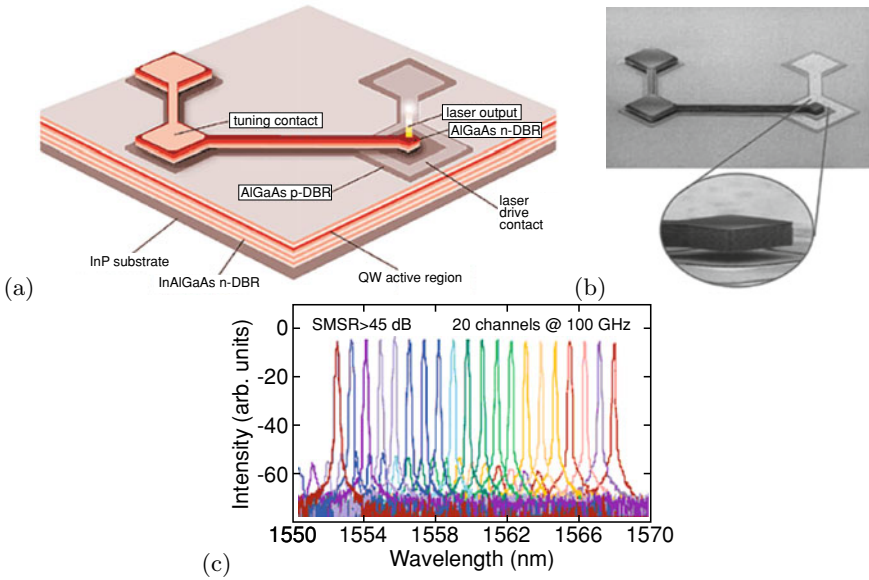 tuning contact
laser output
AlGaAs n-DBR
AlGaAs p-DBR
laser
drive
contact
InP substrate
InAlGaAs n-DBR
QW active region
(a)
(b)
SMSR>45 dB
20 channels @ 100 GHz
Intensity (arb. units)
0
-20
-40
-60
1550
1554
1558
1562
1566
1570
Wavelength (nm)
(c)